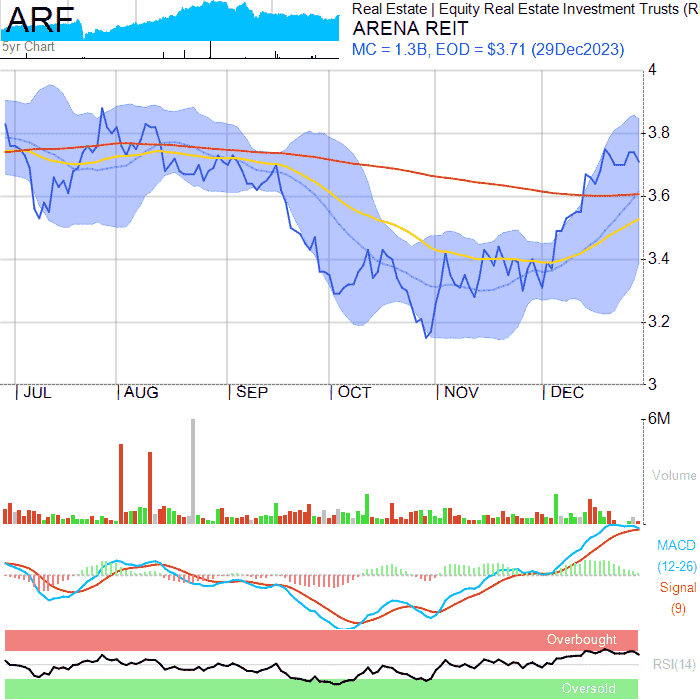 ARF
5yr Chart
Real Estate | Equity Real Estate Investment Trusts (R
ARENA REIT
MC = 1.3B, EOD = $3.71 (29Dec2023)
4
3.8
3.6
3.4
3.2
3
JUL AUG SEP OCT NOV DEC
6M
Volume
MACD
(12-26)
Signal
(9)
Overbought
RSI(14)
Oversold